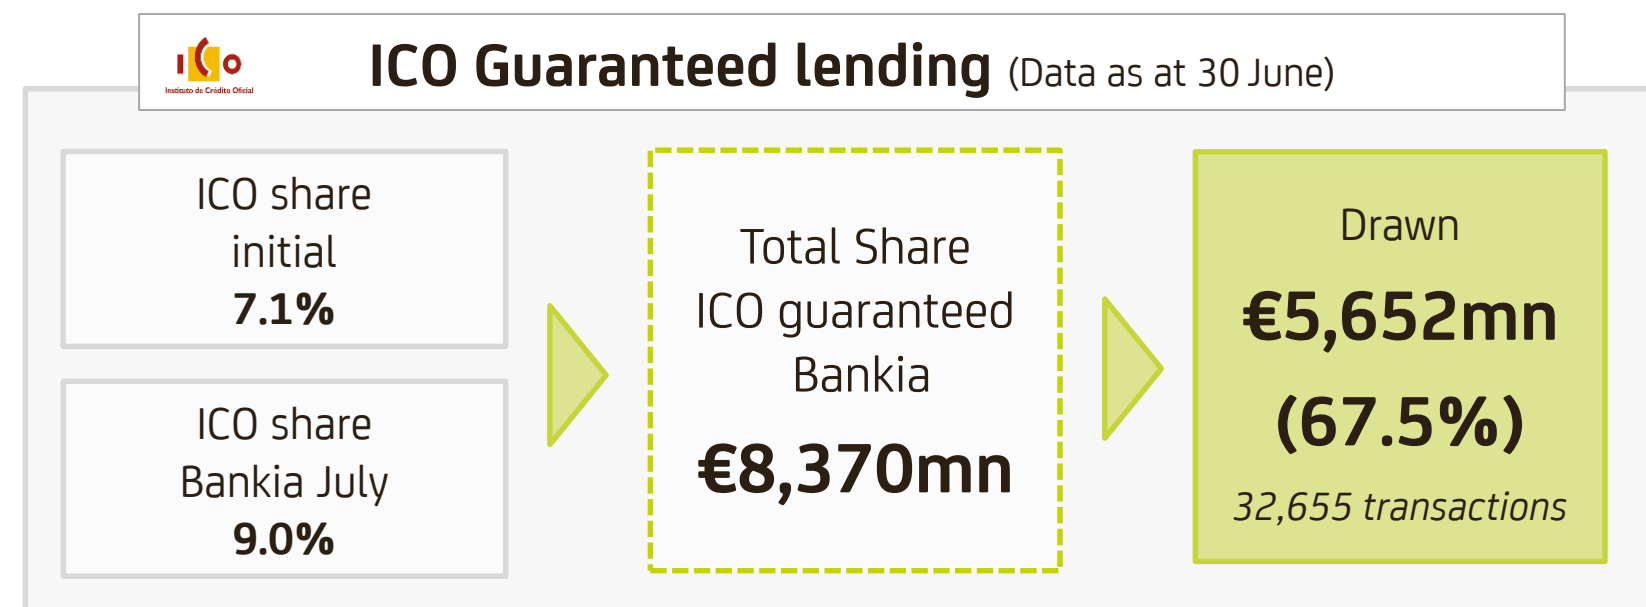 ICO
Instituto de Crédito Oficial
ICO Guaranteed lending (Data as at 30 June)
ICO share
initial
7.1%
ICO share
Bankia July
9.0%
Total Share
ICO guaranteed
Bankia
€8,370mn
Drawn
€5,652mn
(67.5%)
32,655 transactions